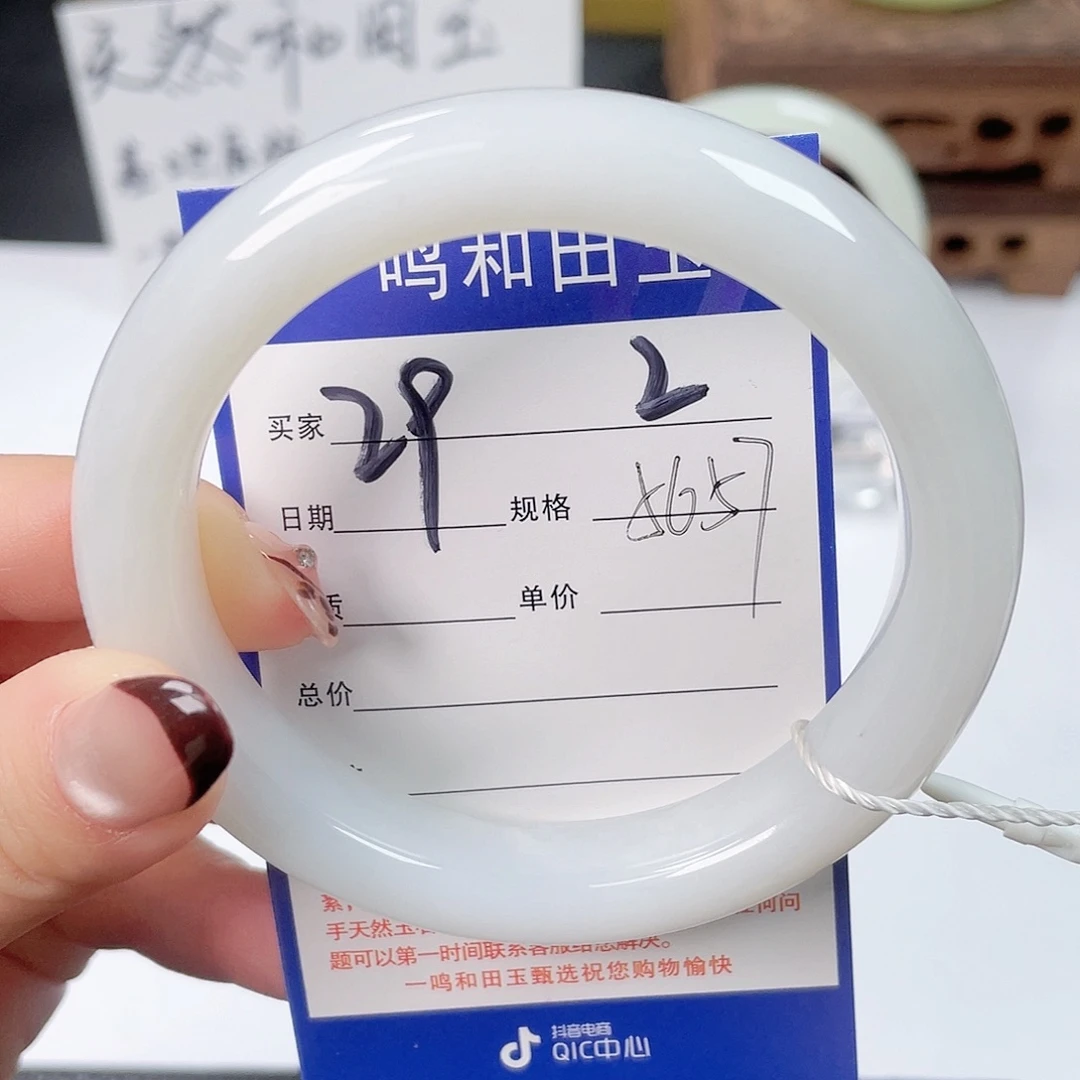 天然和田玉
鸣和田玉
29 2
买家
日期 规格 5657
质 单价
总价
手天然玉
题可以第一时间联系客服给您解决。
一鸣和田玉甄选祝您购物愉快
抖音电商
QIC中心